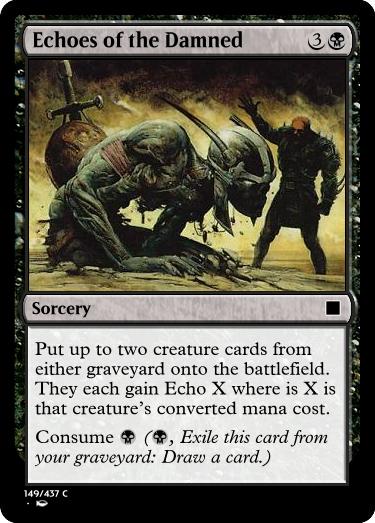 Echoes of the Damned 3
Sorcery
Put up to two creature cards from
either graveyard onto the battlefield.
They each gain Echo X where is X is
that creature's converted mana cost.
Consume (, Exile this card from
your graveyard: Draw a card.)
149/437 C